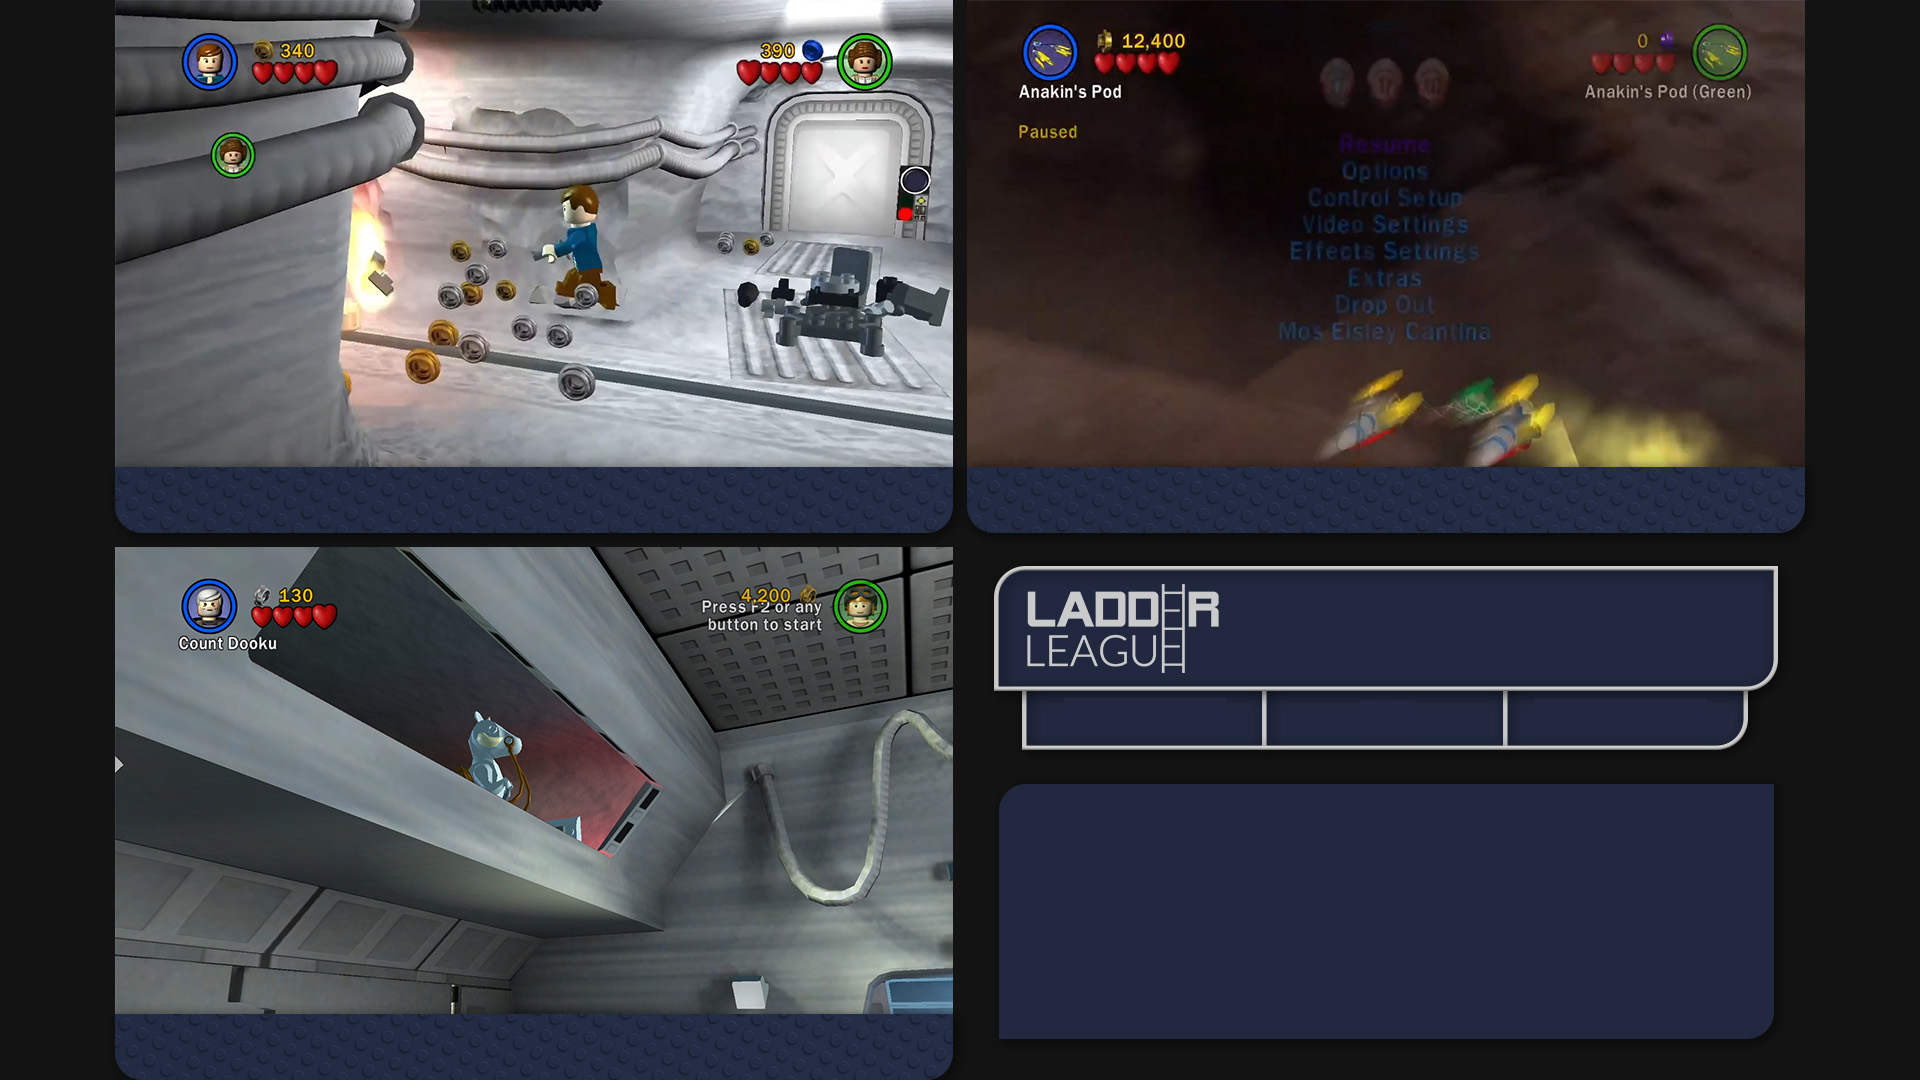 340
390
12,400
0
Anakin's Pod
Anakin's Pod (Green)
Paused
Resume
Options
Control Setup
Video Settings
Effects Settings
Extras
Drop Out
Mos Eisley Cantina
130
4,200
Press F2 or any
button to start
Count Dooku
LADDER
LEAGUE